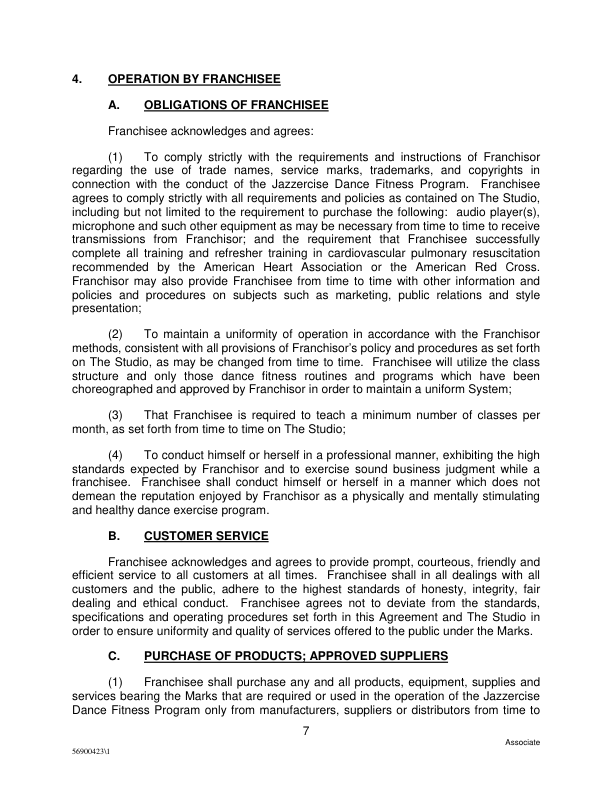 4. OPERATION BY FRANCHISEE
A. OBLIGATIONS OF FRANCHISEE
Franchisee acknowledges and agrees:
(1) To comply strictly with the requirements and instructions of Franchisor
regarding the use of trade names, service marks, trademarks, and copyrights in
connection with the conduct of the Jazzercise Dance Fitness Program. Franchisee
agrees to comply strictly with all requirements and policies as contained on The Studio,
including but not limited to the requirement to purchase the following: audio player(s),
microphone and such other equipment as may be necessary from time to time to receive
transmissions from Franchisor; and the requirement that Franchisee successfully
complete all training and refresher training in cardiovascular pulmonary resuscitation
recommended by the American Heart Association or the American Red Cross.
Franchisor may also provide Franchisee from time to time with other information and
policies and procedures on subjects such as marketing, public relations and style
presentation;
(2) To maintain a uniformity of operation in accordance with the Franchisor
methods, consistent with all provisions of Franchisor's policy and procedures as set forth
on The Studio, as may be changed from time to time. Franchisee will utilize the class
structure and only those dance fitness routines and programs which have been
choreographed and approved by Franchisor in order to maintain a uniform System;
(3) That Franchisee is required to teach a minimum number of classes per
month, as set forth from time to time on The Studio;
(4) To conduct himself or herself in a professional manner, exhibiting the high
standards expected by Franchisor and to exercise sound business judgment while a
franchisee. Franchisee shall conduct himself or herself in a manner which does not
demean the reputation enjoyed by Franchisor as a physically and mentally stimulating
and healthy dance exercise program.
B. CUSTOMER SERVICE
Franchisee acknowledges and agrees to provide prompt, courteous, friendly and
efficient service to all customers at all times. Franchisee shall in all dealings with all
customers and the public, adhere to the highest standards of honesty, integrity, fair
dealing and ethical conduct. Franchisee agrees not to deviate from the standards,
specifications and operating procedures set forth in this Agreement and The Studio in
order to ensure uniformity and quality of services offered to the public under the Marks.
C. PURCHASE OF PRODUCTS; APPROVED SUPPLIERS
(1) Franchisee shall purchase any and all products, equipment, supplies and
services bearing the Marks that are required or used in the operation of the Jazzercise
Dance Fitness Program only from manufacturers, suppliers or distributors from time to
7
Associate
56900423\1